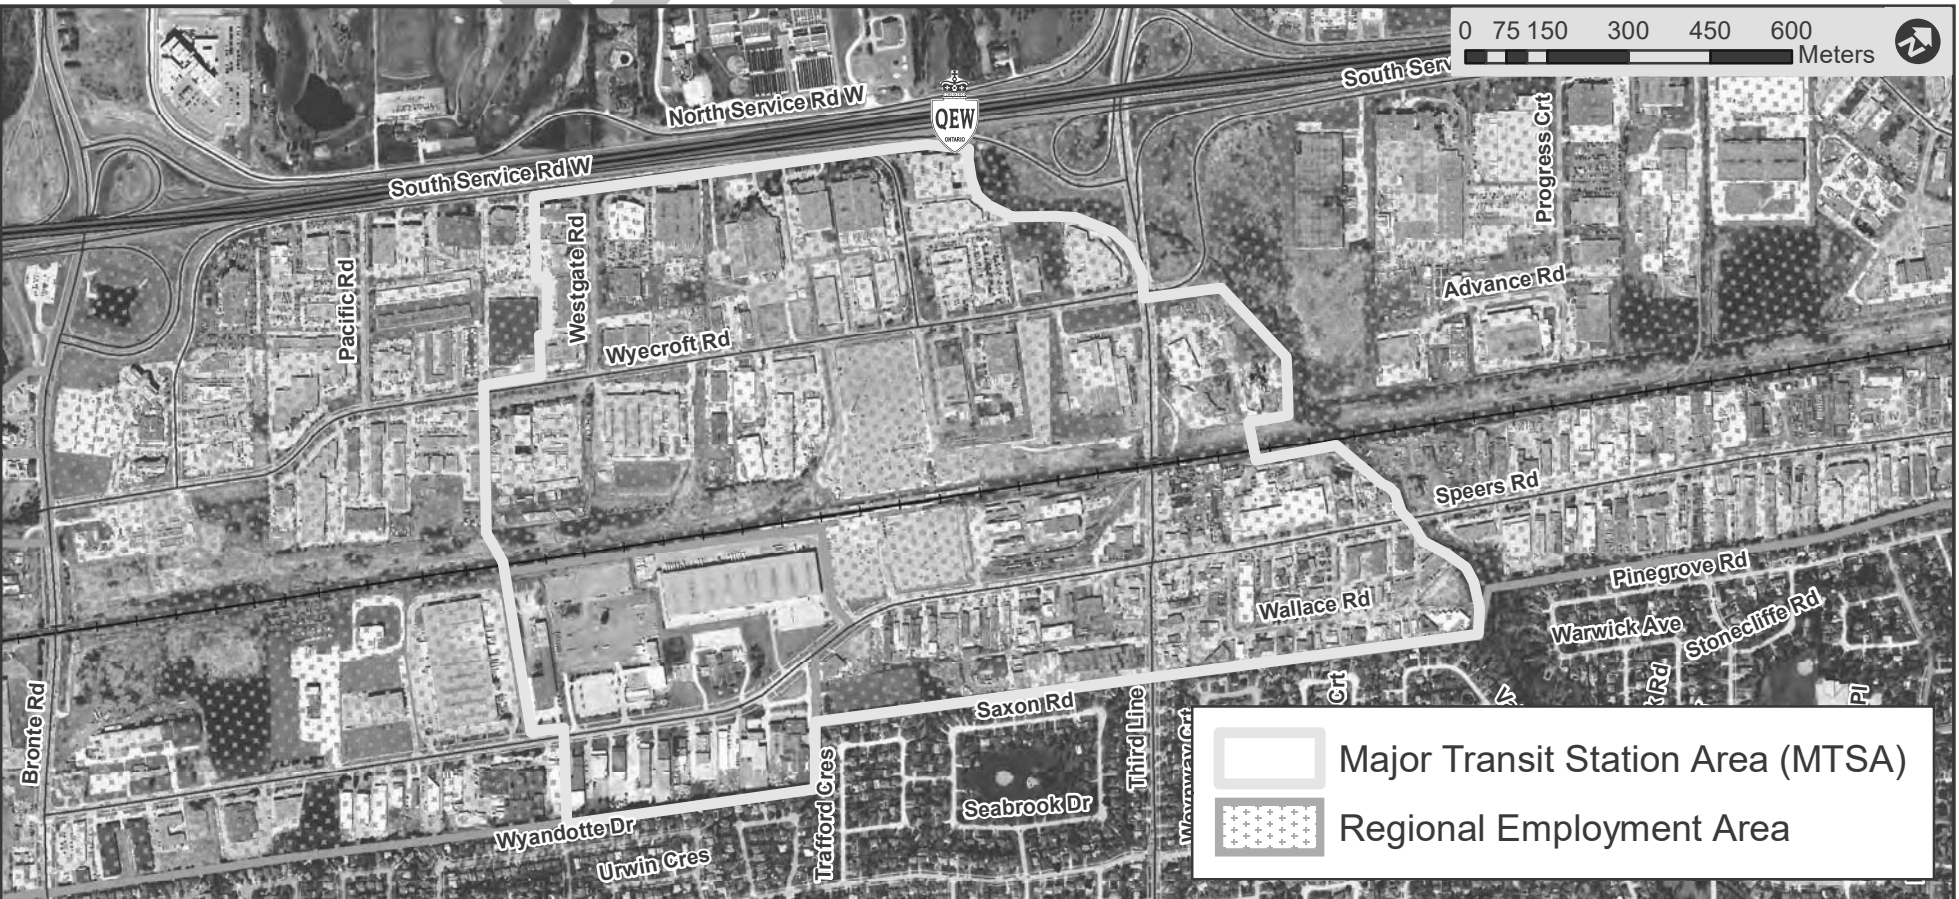 0 75 150 300 450 600
Meters
South Serv
North Service Rd W
QEW
ONTARIO
South Service Rd W
Progress Crt
Westgate Rd
Pacific Rd
Advance Rd
Wyecroft Rd
Speers Rd
Pinegrove Rd
Wallace Rd
Warwick Ave
Stonecliffe Rd
Bronte Rd
Saxon Rd
Third Line
Crt
k Rd
Pl
Trafford Cres
Seabrook Dr
Wyandotte Dr
Urwin Cres
Major Transit Station Area (MTSA)
Regional Employment Area